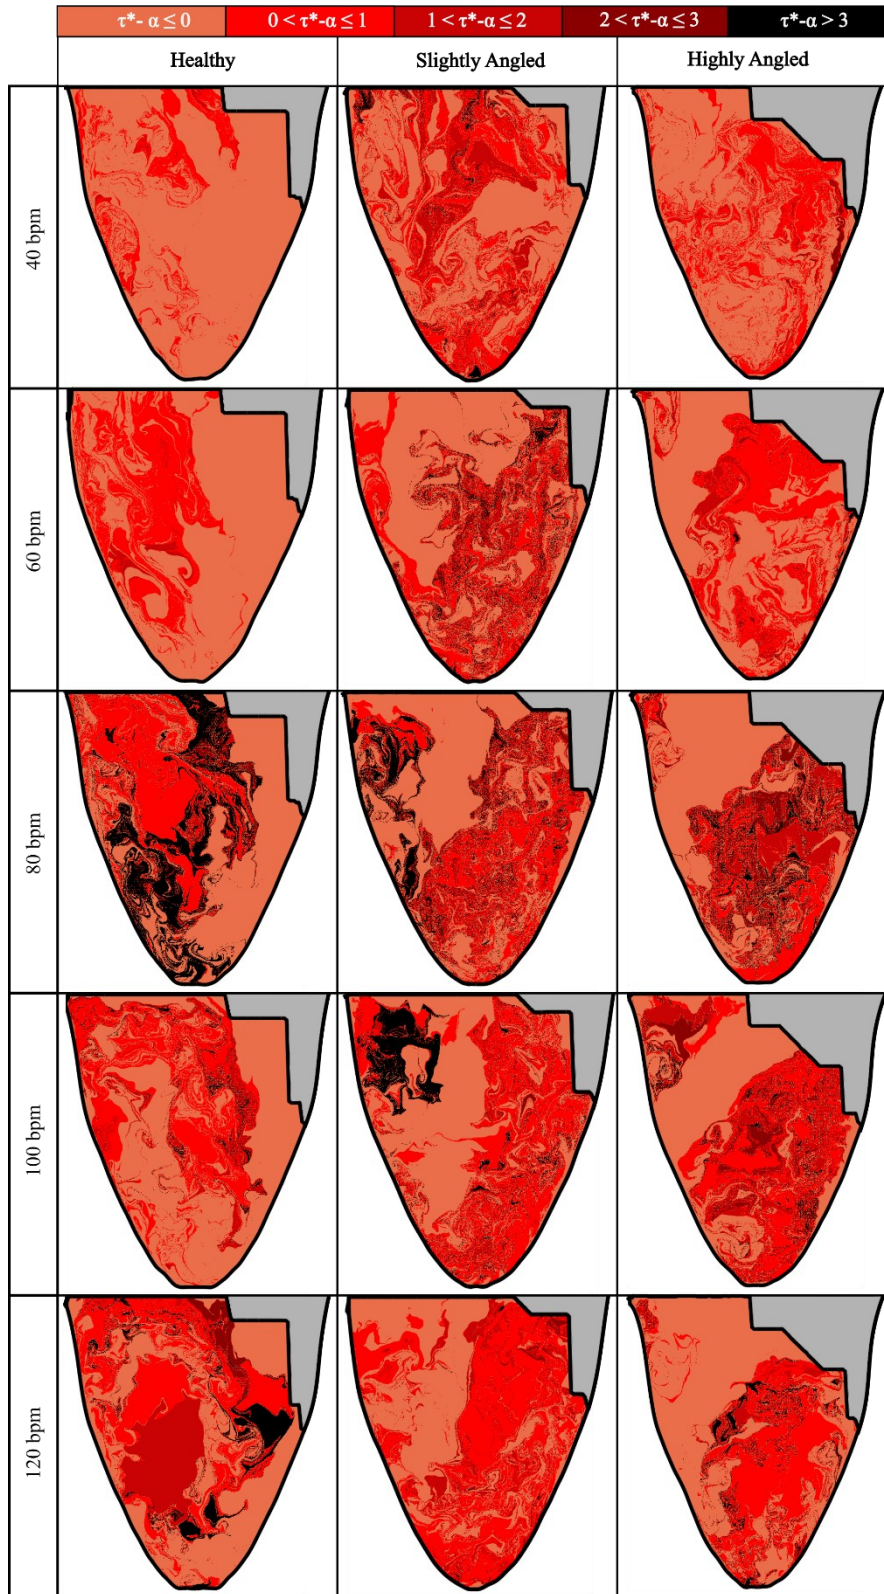 τ*- α ≤ 0 0 < τ*-α ≤ 1 1 < τ*-α ≤ 2 2 < τ*-α ≤ 3 τ*-α > 3
Healthy Slightly Angled Highly Angled
40 bpm
60 bpm
80 bpm
100 bpm
120 bpm